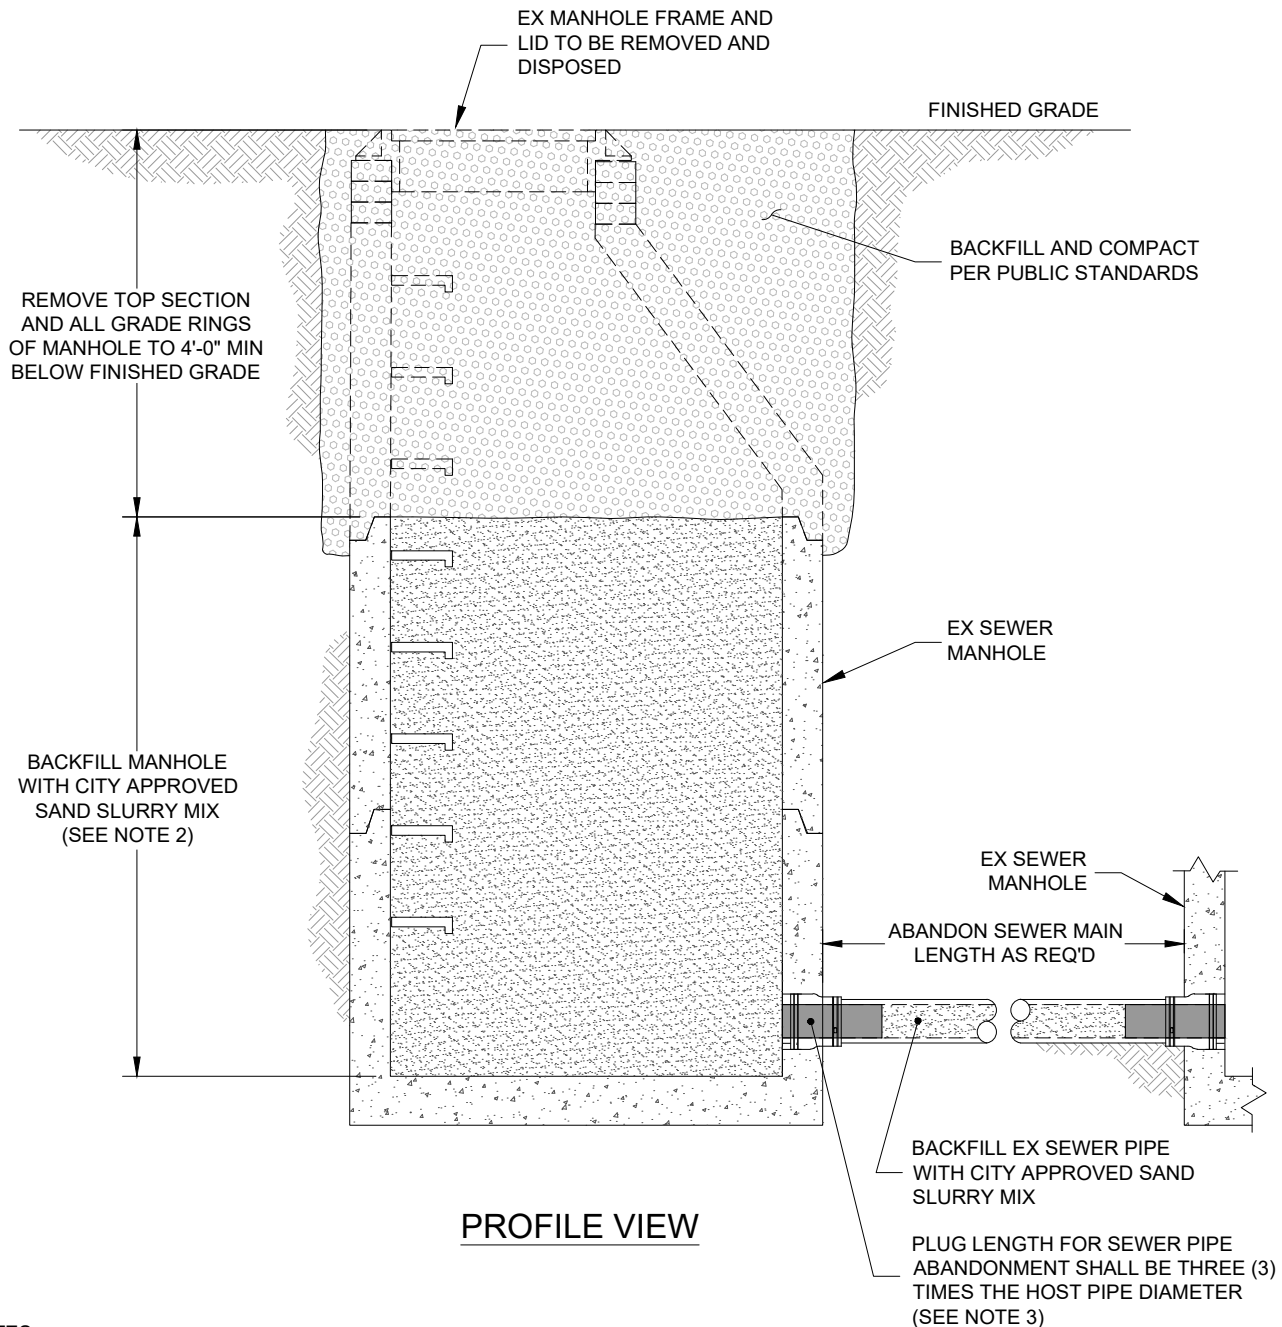 EX MANHOLE FRAME AND
LID TO BE REMOVED AND
DISPOSED
FINISHED GRADE
BACKFILL AND COMPACT
PER PUBLIC STANDARDS
REMOVE TOP SECTION
AND ALL GRADE RINGS
OF MANHOLE TO 4'-0" MIN
BELOW FINISHED GRADE
EX SEWER
MANHOLE
BACKFILL MANHOLE
WITH CITY APPROVED
SAND SLURRY MIX
(SEE NOTE 2)
EX SEWER
MANHOLE
ABANDON SEWER MAIN
LENGTH AS REQ'D
BACKFILL EX SEWER PIPE
WITH CITY APPROVED SAND
SLURRY MIX
PROFILE VIEW
PLUG LENGTH FOR SEWER PIPE
ABANDONMENT SHALL BE THREE (3)
TIMES THE HOST PIPE DIAMETER
(SEE NOTE 3)